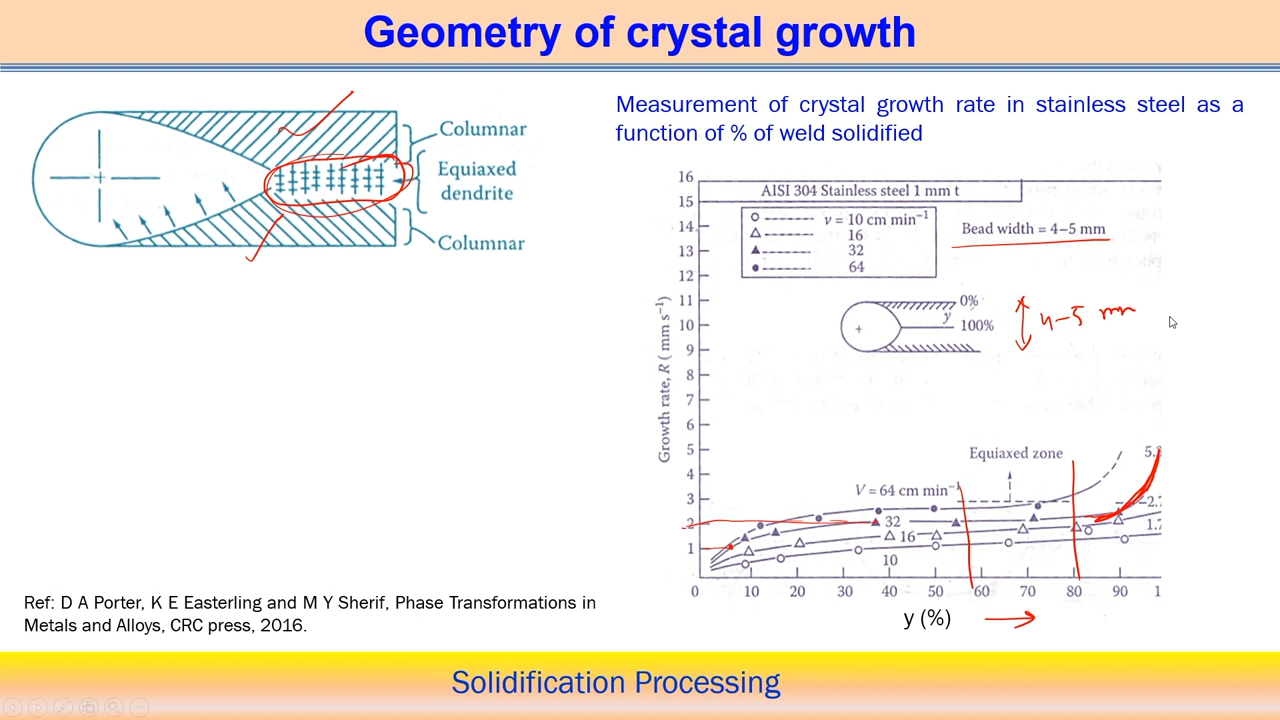 Geometry of crystal growth
Columnar
Equiaxed
dendrite
Columnar
Measurement of crystal growth rate in stainless steel as a
function of % of weld solidified
AISI 304 Stainless steel 1 mm t
v = 10 cm min⁻¹
16
32
64
Bead width = 4–5 mm
0%
y
100%
4-5 mm
Growth rate, R ( mm s⁻¹)
16
15
14
13
12
11
10
9
8
7
6
5
4
3
2
1
Equiaxed zone
5.
V = 64 cm min⁻¹
2.
32
16
1.
10
0 10 20 30 40 50 60 70 80 90 1
y (%)
Ref: D A Porter, K E Easterling and M Y Sherif, Phase Transformations in
Metals and Alloys, CRC press, 2016.
Solidification Processing